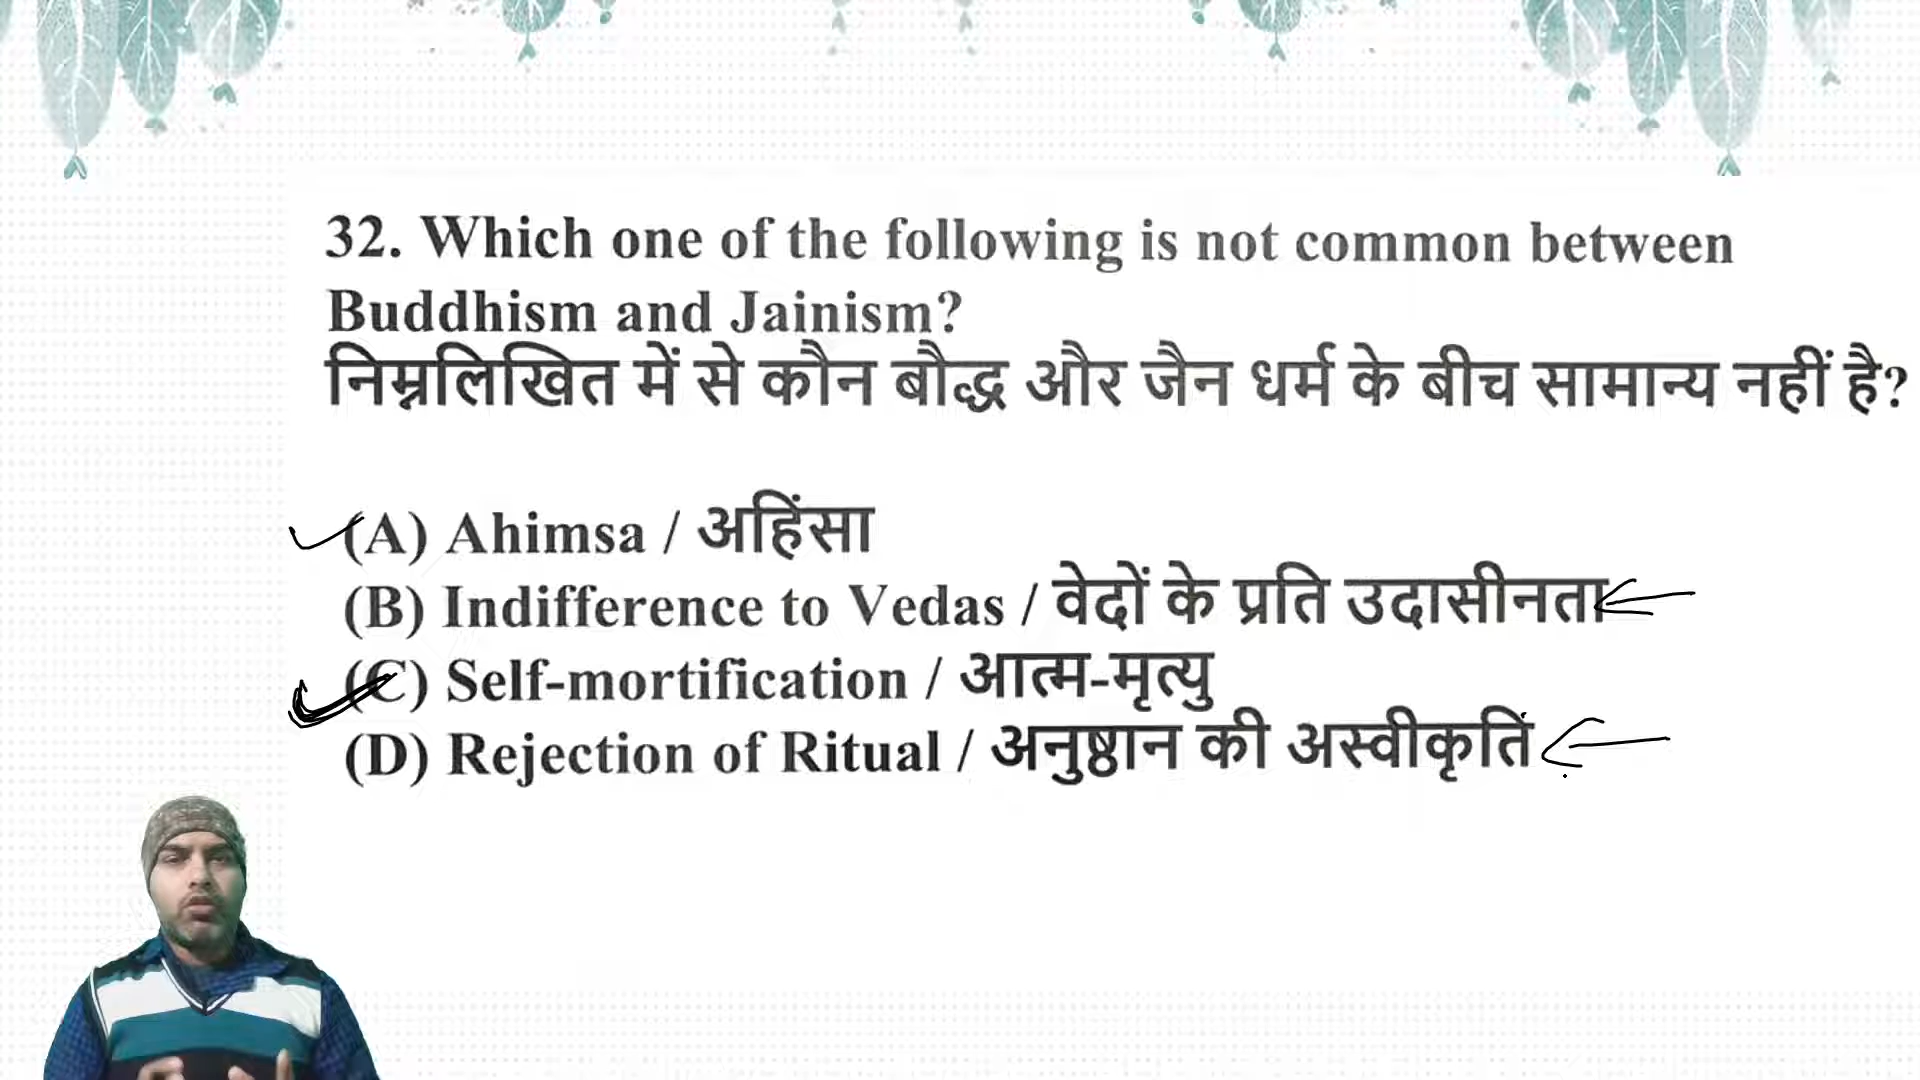 32. Which one of the following is not common between
Buddhism and Jainism?
निम्नलिखित में से कौन बौद्ध और जैन धर्म के बीच सामान्य नहीं है?
(A) Ahimsa / अहिंसा
(B) Indifference to Vedas / वेदों के प्रति उदासीनता
(C) Self-mortification / आत्म-मृत्यु
(D) Rejection of Ritual / अनुष्ठान की अस्वीकृति